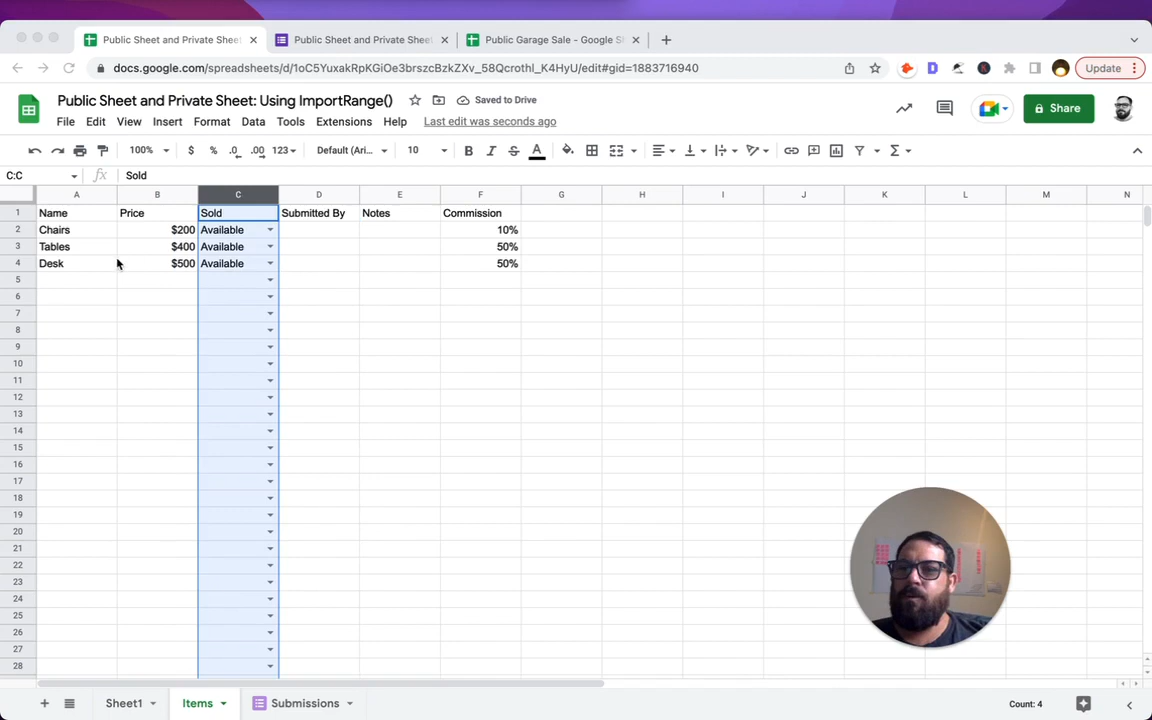 Public Sheet and Private Shee
Public Sheet and Private Shee
Public Garage Sale - Google S
docs.google.com/spreadsheets/d/1oC5YuxakRpKGiOe3brszcBzkZXv_58Qcrothl_K4HyU/edit#gid=1883716940
Update
Public Sheet and Private Sheet: Using ImportRange()
Saved to Drive
File Edit View Insert Format Data Tools Extensions Help Last edit was seconds ago
Share
100% $ % .0 .00 123 Default (Ari... 10 B I S A
C:C fx Sold
A B C D E F G H I J K L M N
1 Name Price Sold Submitted By Notes Commission
2 Chairs $200 Available 10%
3 Tables $400 Available 50%
4 Desk $500 Available 50%
5
6
7
8
9
10
11
12
13
14
15
16
17
18
19
20
21
22
23
24
25
26
27
28
Sheet1 Items Submissions Count: 4